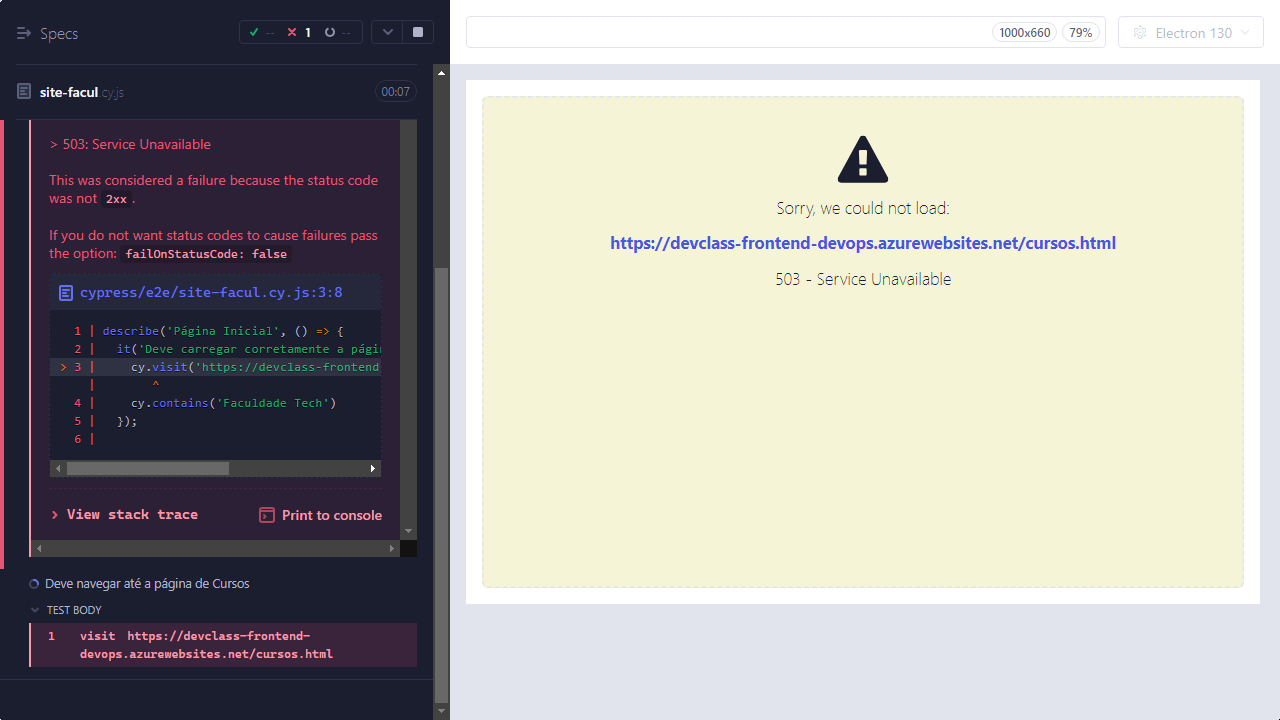 Specs
-- 1 --
1000x660 79%
Electron 130
site-facul.cy.js 00:07
> 503: Service Unavailable
This was considered a failure because the status code
was not 2xx .
If you do not want status codes to cause failures pass
the option: failOnStatusCode: false
cypress/e2e/site-facul.cy.js:3:8
1 | describe('Página Inicial', () => {
2 | it('Deve carregar corretamente a págin
> 3 | cy.visit('https://devclass-frontend
| ^
4 | cy.contains('Faculdade Tech')
5 | });
6 |
> View stack trace
Print to console
Deve navegar até a página de Cursos
TEST BODY
1 visit https://devclass-frontend-
devops.azurewebsites.net/cursos.html
Sorry, we could not load:
https://devclass-frontend-devops.azurewebsites.net/cursos.html
503 - Service Unavailable